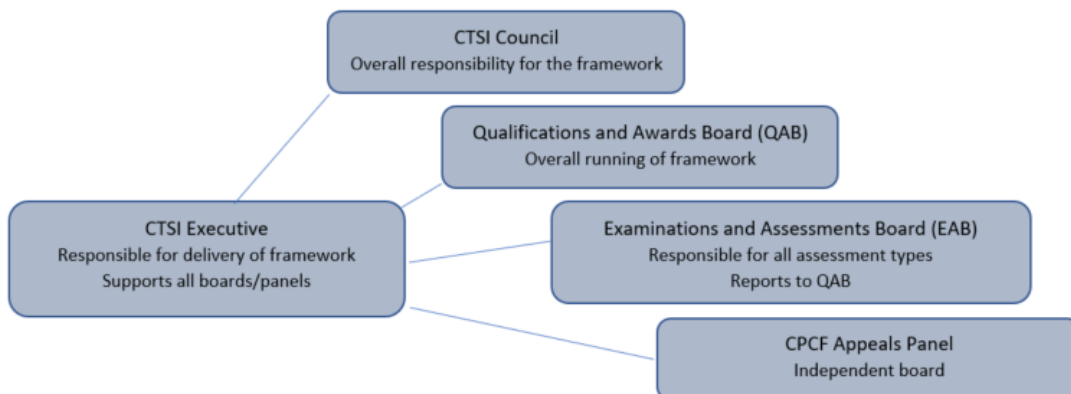 CTSI Council
Overall responsibility for the framework
Qualifications and Awards Board (QAB)
Overall running of framework
CTSI Executive
Responsible for delivery of framework
Supports all boards/panels
Examinations and Assessments Board (EAB)
Responsible for all assessment types
Reports to QAB
CPCF Appeals Panel
Independent board